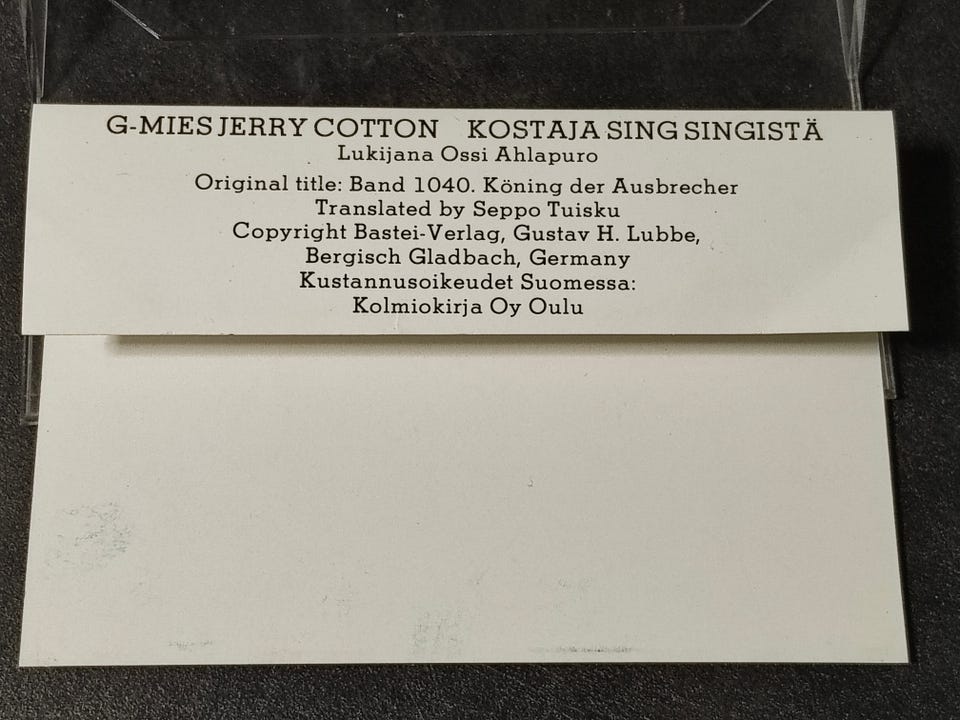 G-MIES JERRY COTTON KOSTAJA SING SINGISTÄ
Lukijana Ossi Ahlapuro
Original title: Band 1040. Köning der Ausbrecher
Translated by Seppo Tuisku
Copyright Bastei-Verlag, Gustav H. Lubbe,
Bergisch Gladbach, Germany
Kustannusoikeudet Suomessa:
Kolmiokirja Oy Oulu